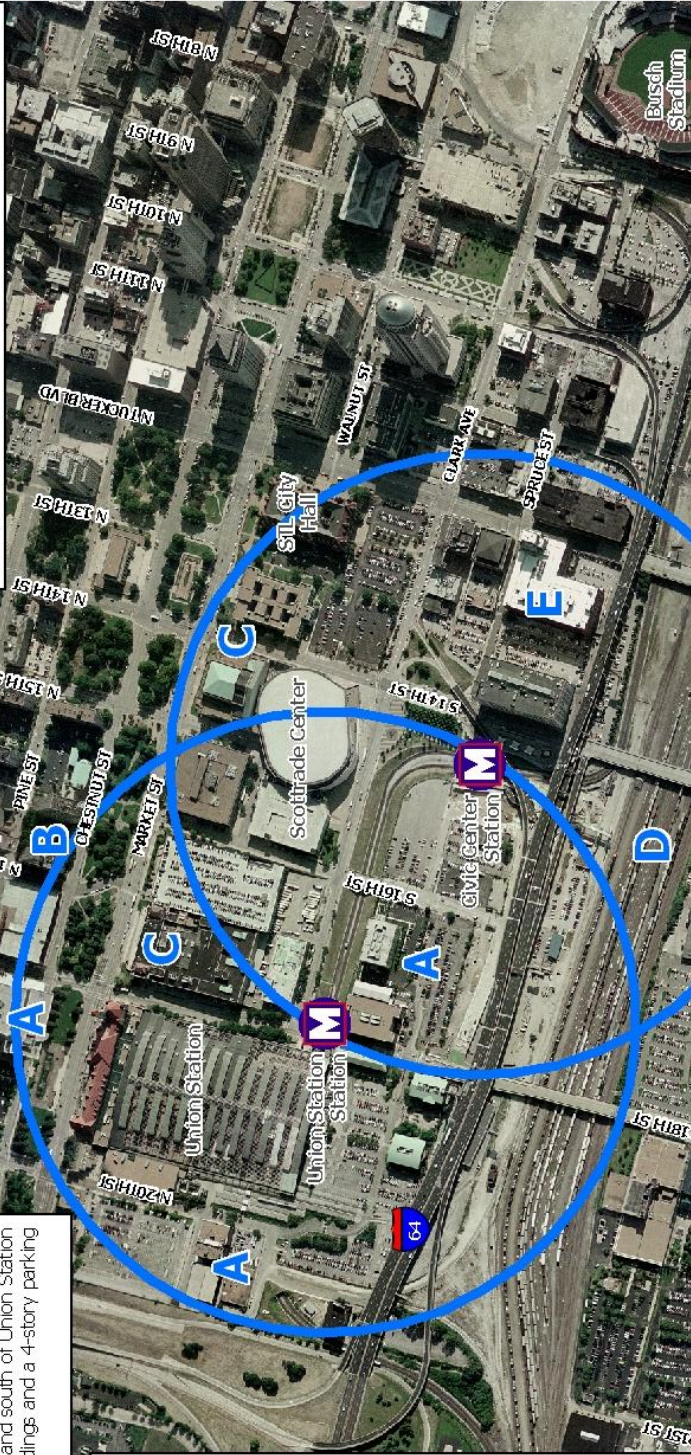 and south of Union Station
dings and a 4-story parking
PINE ST
A
B
N 15TH S
N 14TH ST
N 13TH ST
N TUCKER BLVD
N 11TH ST
N 10TH ST
N 9TH ST
N 8TH ST
CHESTNUT ST
MARKET ST
N 20TH ST
C
C
A
Union Station
STL City
Hall
Scottrade Center
WALNUT ST
Union Station
Station
M
S 16TH ST
S 14TH ST
A
64
CLARK AVE
Civic Center
Station
M
SPRUCE ST
E
D
18TH ST
21ST ST
Busch
Stadium